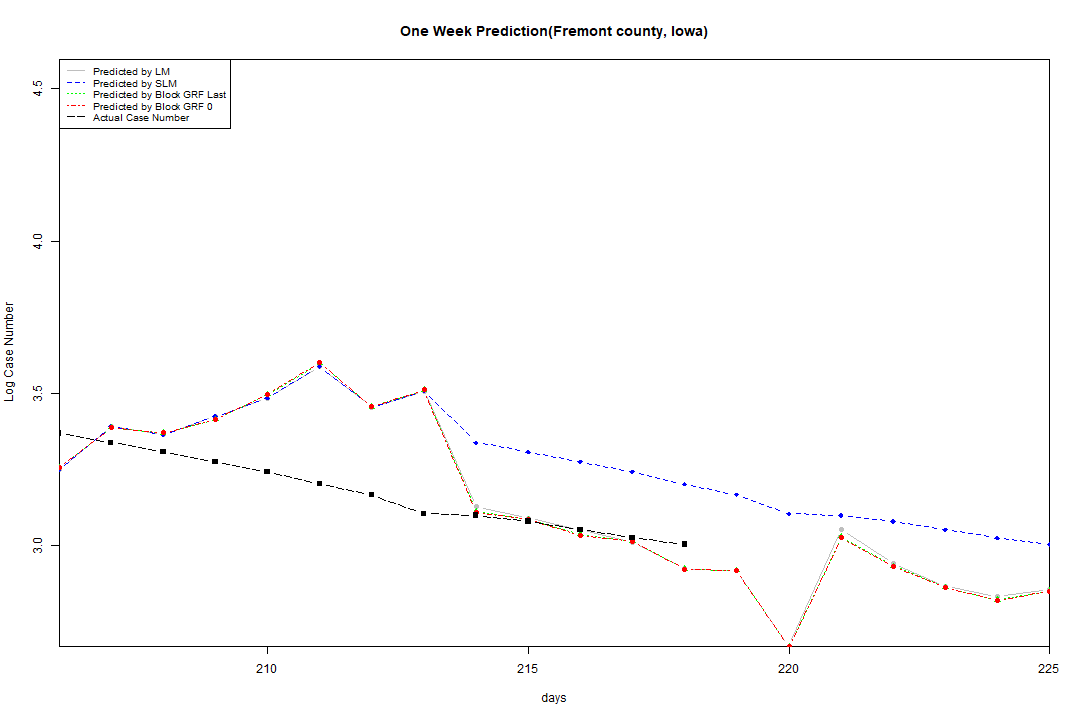 One Week Prediction(Fremont county, Iowa)
Predicted by LM
Predicted by SLM
Predicted by Block GRF Last
Predicted by Block GRF 0
Actual Case Number
4.5
4.0
3.5
3.0
Log Case Number
210
215
220
225
days